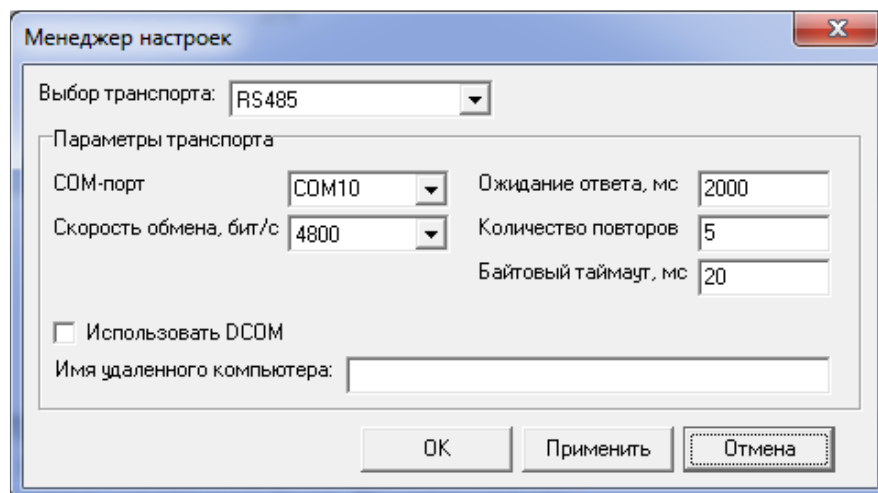 Менеджер настроек
Выбор транспорта: RS485
Параметры транспорта
COM-порт COM10 Ожидание ответа, мс 2000
Скорость обмена, бит/с 4800 Количество повторов 5
Байтовый таймаут, мс 20
Использовать DCOM
Имя удаленного компьютера:
OK Применить Отмена